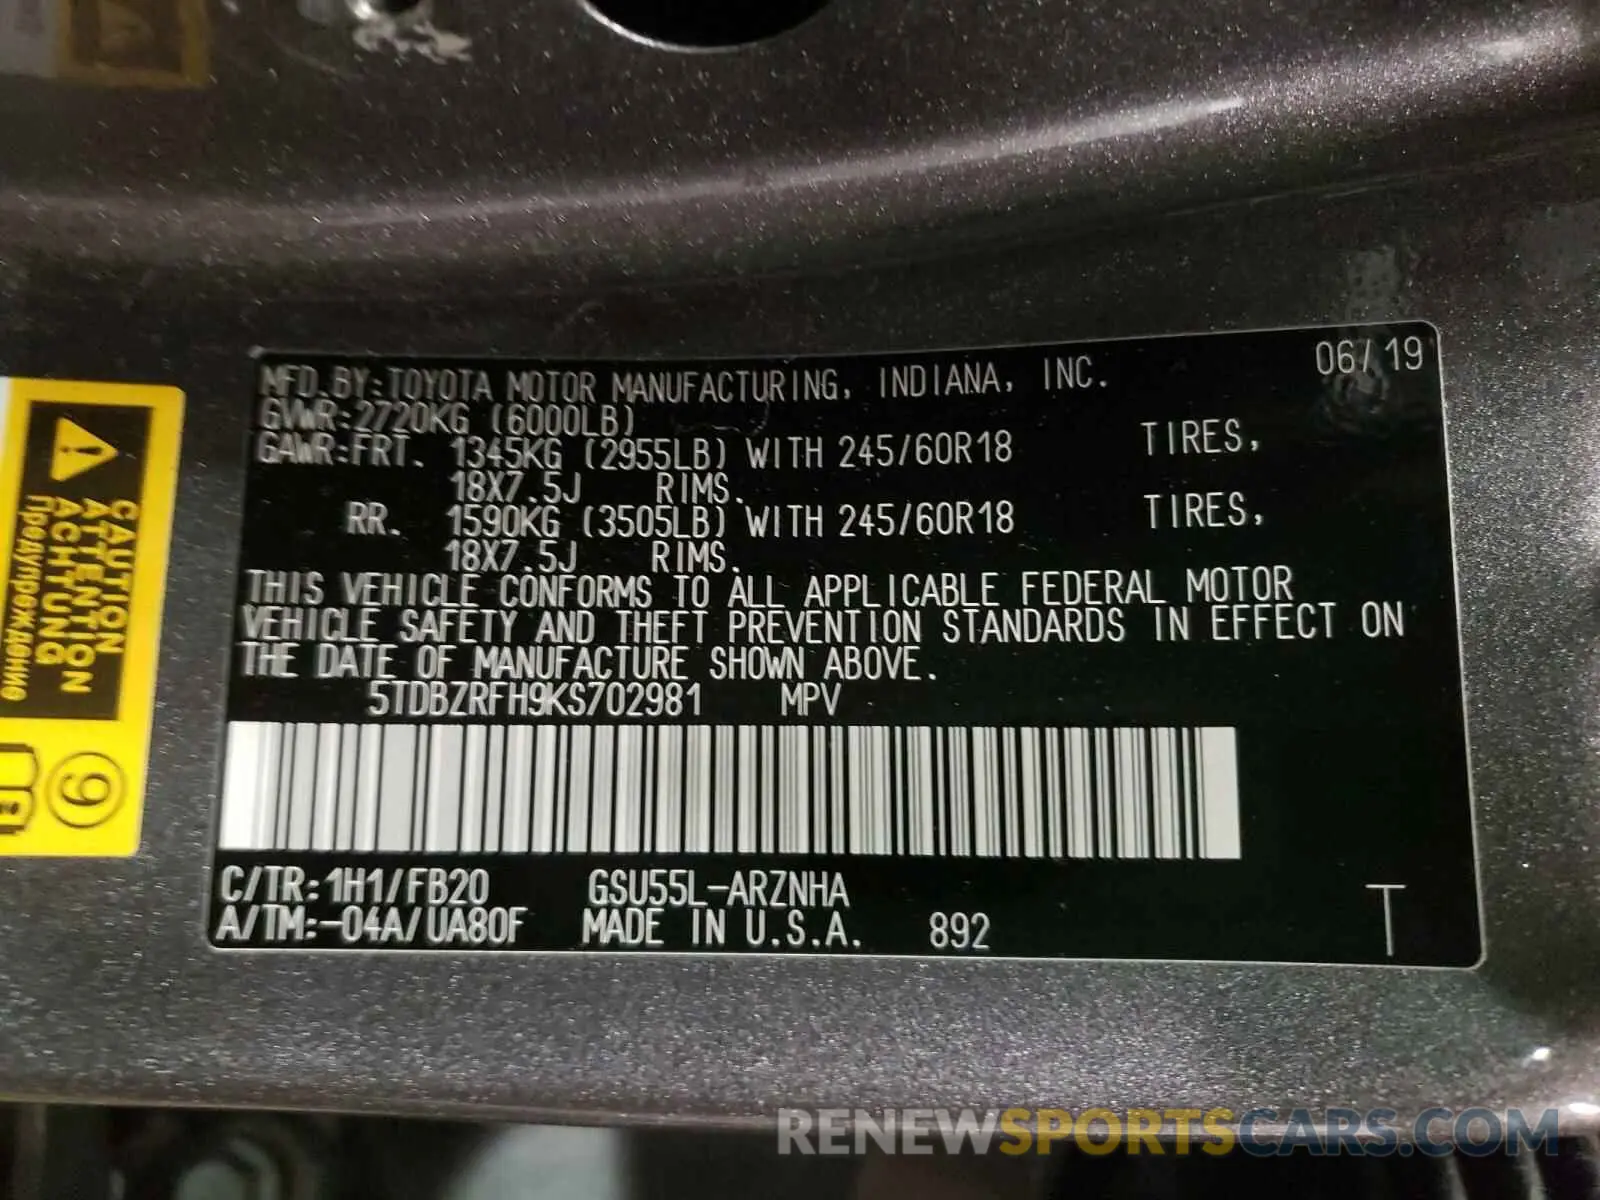 MFD. BY: TOYOTA MOTOR MANUFACTURING, INDIANA, INC. 06/19
GVWR: 2720KG (6000LB)
GAWR: FRT. 1345KG (2955LB) WITH 245/60R18 TIRES,
18X7.5J RIMS.
RR. 1590KG (3505LB) WITH 245/60R18 TIRES,
18X7.5J RIMS.
THIS VEHICLE CONFORMS TO ALL APPLICABLE FEDERAL MOTOR
VEHICLE SAFETY AND THEFT PREVENTION STANDARDS IN EFFECT ON
THE DATE OF MANUFACTURE SHOWN ABOVE.
5TDBZRFH9KS702981 MPV
C/TR: 1H1/FB20 GSU55L-ARZNHA
A/TM:-04A/UA80F MADE IN U.S.A. 892 T
CAUTION
ATTENTION
ACHTUNG
Предупреждение
9
RENEWSPORTSCARS.COM